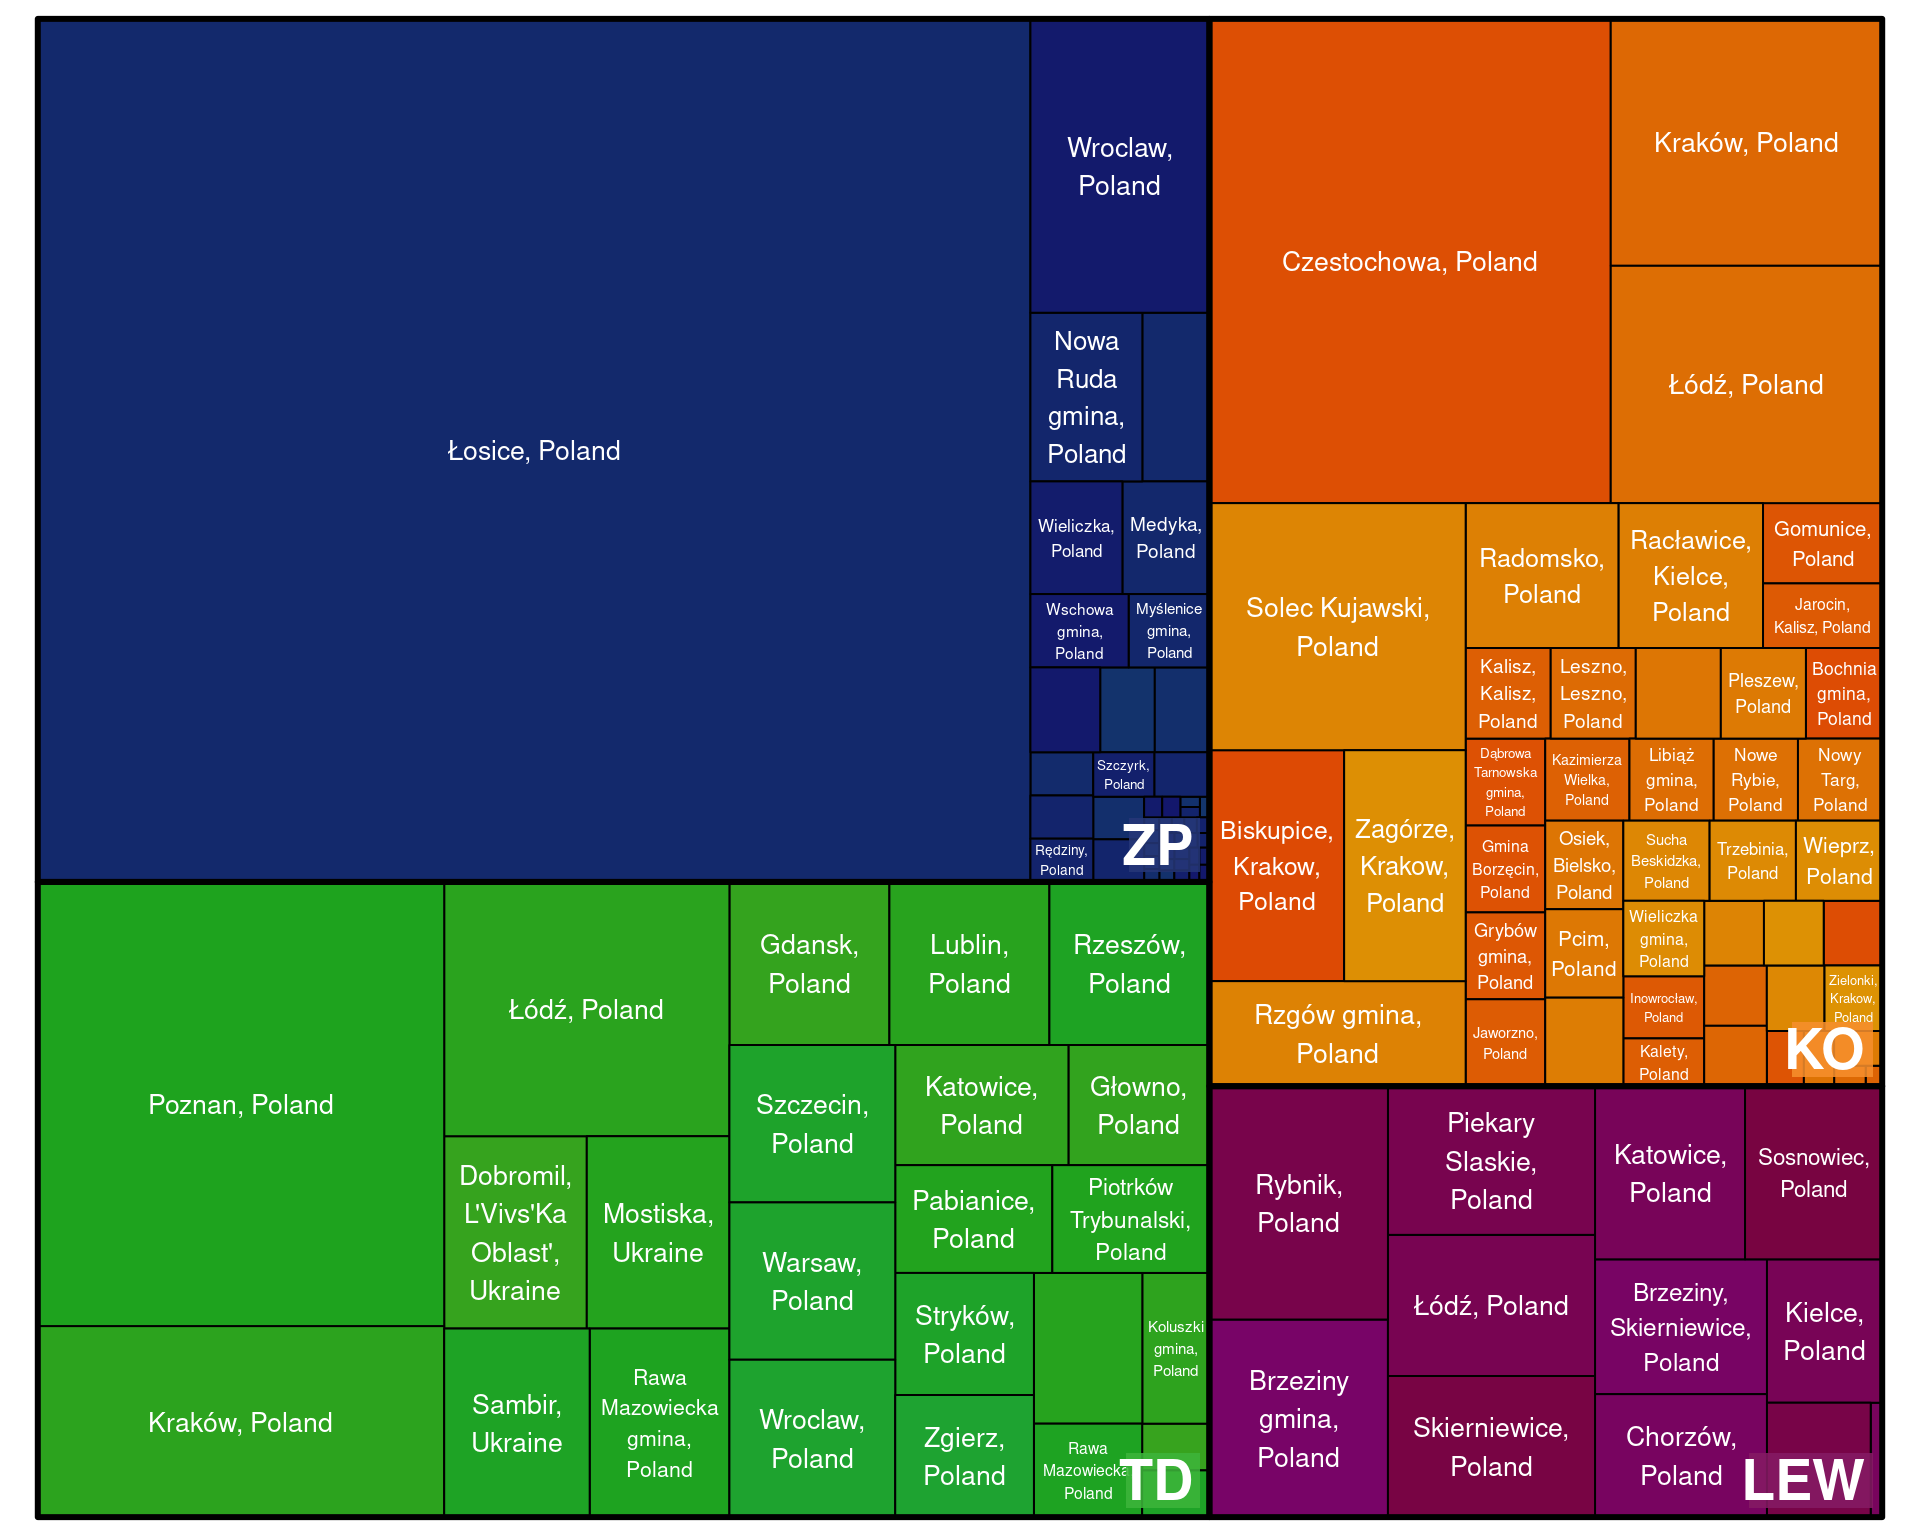 Łosice, Poland
Wroclaw,
Poland
Nowa
Ruda
gmina,
Poland
Wieliczka,
Poland
Medyka,
Poland
Wschowa
gmina,
Poland
Myślenice
gmina,
Poland
Szczyrk,
Poland
Rędziny,
Poland
ZP
Czestochowa, Poland
Kraków, Poland
Łódź, Poland
Solec Kujawski,
Poland
Radomsko,
Poland
Racławice,
Kielce,
Poland
Gomunice,
Poland
Jarocin,
Kalisz, Poland
Kalisz,
Kalisz,
Poland
Leszno,
Leszno,
Poland
Pleszew,
Poland
Bochnia
gmina,
Poland
Dąbrowa
Tarnowska
gmina,
Poland
Kazimierza
Wielka,
Poland
Libiąż
gmina,
Poland
Nowe
Rybie,
Poland
Nowy
Targ,
Poland
Biskupice,
Krakow,
Poland
Zagórze,
Krakow,
Poland
Gmina
Borzęcin,
Poland
Osiek,
Bielsko,
Poland
Sucha
Beskidzka,
Poland
Trzebinia,
Poland
Wieprz,
Poland
Grybów
gmina,
Poland
Pcim,
Poland
Wieliczka
gmina,
Poland
Zielonki,
Krakow,
Poland
Inowrocław,
Poland
Rzgów gmina,
Poland
Jaworzno,
Poland
Kalety,
Poland
KO
Poznan, Poland
Kraków, Poland
Łódź, Poland
Dobromil,
L'Vivs'Ka
Oblast',
Ukraine
Mostiska,
Ukraine
Sambir,
Ukraine
Rawa
Mazowiecka
gmina,
Poland
Gdansk,
Poland
Lublin,
Poland
Rzeszów,
Poland
Szczecin,
Poland
Katowice,
Poland
Głowno,
Poland
Warsaw,
Poland
Pabianice,
Poland
Piotrków
Trybunalski,
Poland
Stryków,
Poland
Koluszki
gmina,
Poland
Wroclaw,
Poland
Zgierz,
Poland
Rawa
Mazowiecka,
Poland
TD
Rybnik,
Poland
Piekary
Slaskie,
Poland
Katowice,
Poland
Sosnowiec,
Poland
Łódź, Poland
Brzeziny,
Skierniewice,
Poland
Kielce,
Poland
Brzeziny
gmina,
Poland
Skierniewice,
Poland
Chorzów,
Poland
LEW